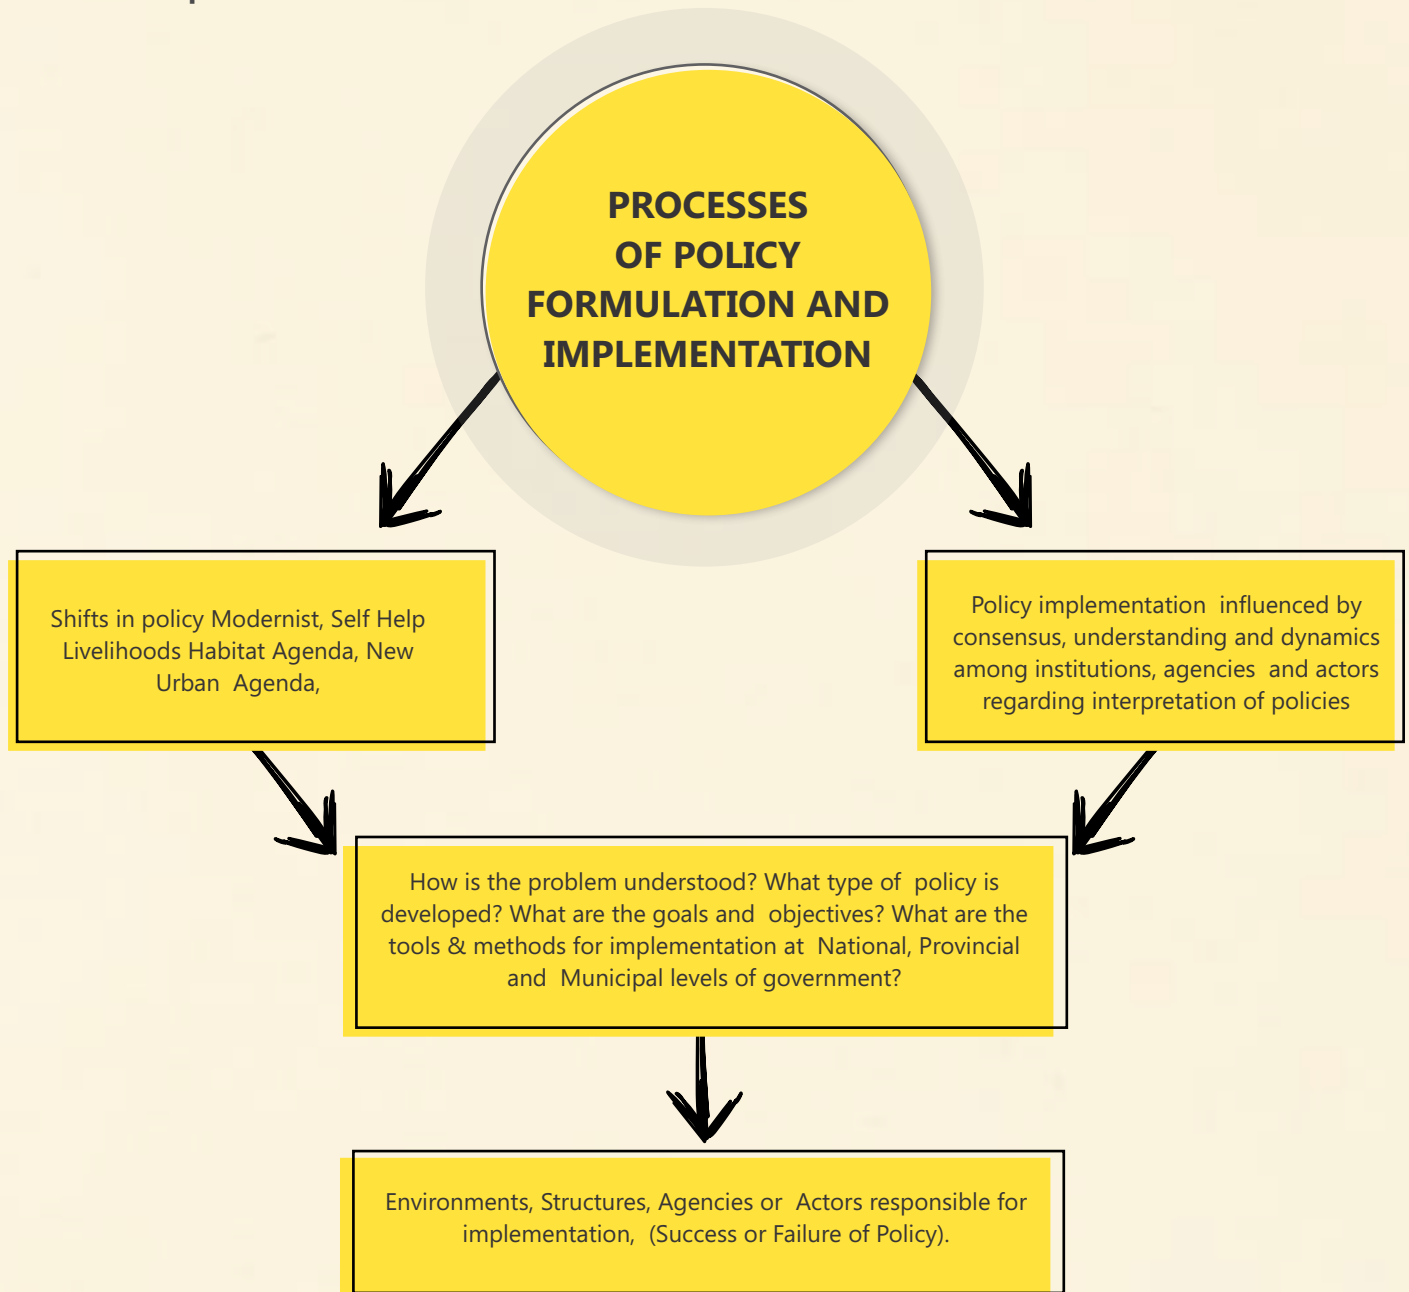 PROCESSES
OF POLICY
FORMULATION AND
IMPLEMENTATION
Shifts in policy Modernist, Self Help
Livelihoods Habitat Agenda, New
Urban  Agenda,
Policy implementation  influenced by
consensus, understanding and dynamics
among institutions, agencies  and actors
regarding interpretation of policies
How is the problem understood? What type of  policy is
developed? What are the goals and  objectives? What are the
tools & methods for implementation at  National, Provincial
and  Municipal levels of government?
Environments, Structures, Agencies or  Actors responsible for
implementation,  (Success or Failure of Policy).